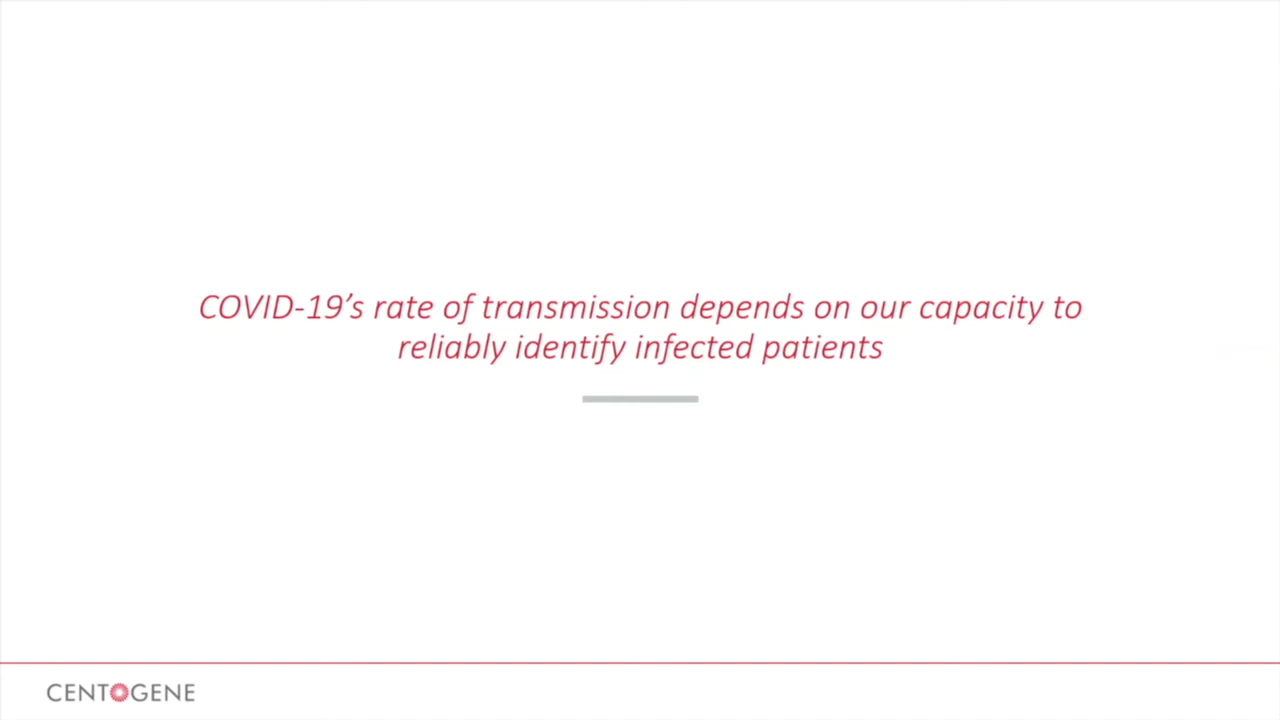 COVID-19’s rate of transmission depends on our capacity to
reliably identify infected patients
CENTOGENE